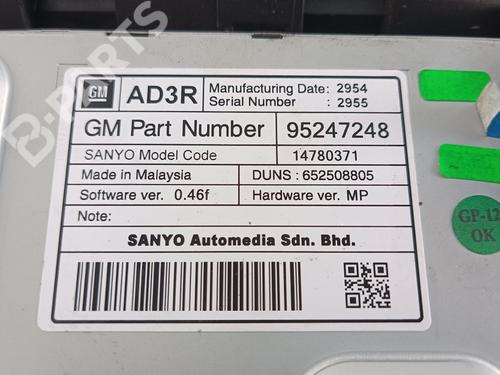 B-PARTS
GM
AD3R
Manufacturing Date: 2954
Serial Number : 2955
GM Part Number 95247248
SANYO Model Code 14780371
Made in Malaysia DUNS : 652508805
Software ver. 0.46f Hardware ver. MP
Note:
SANYO Automedia Sdn. Bhd.
GP-12
OK